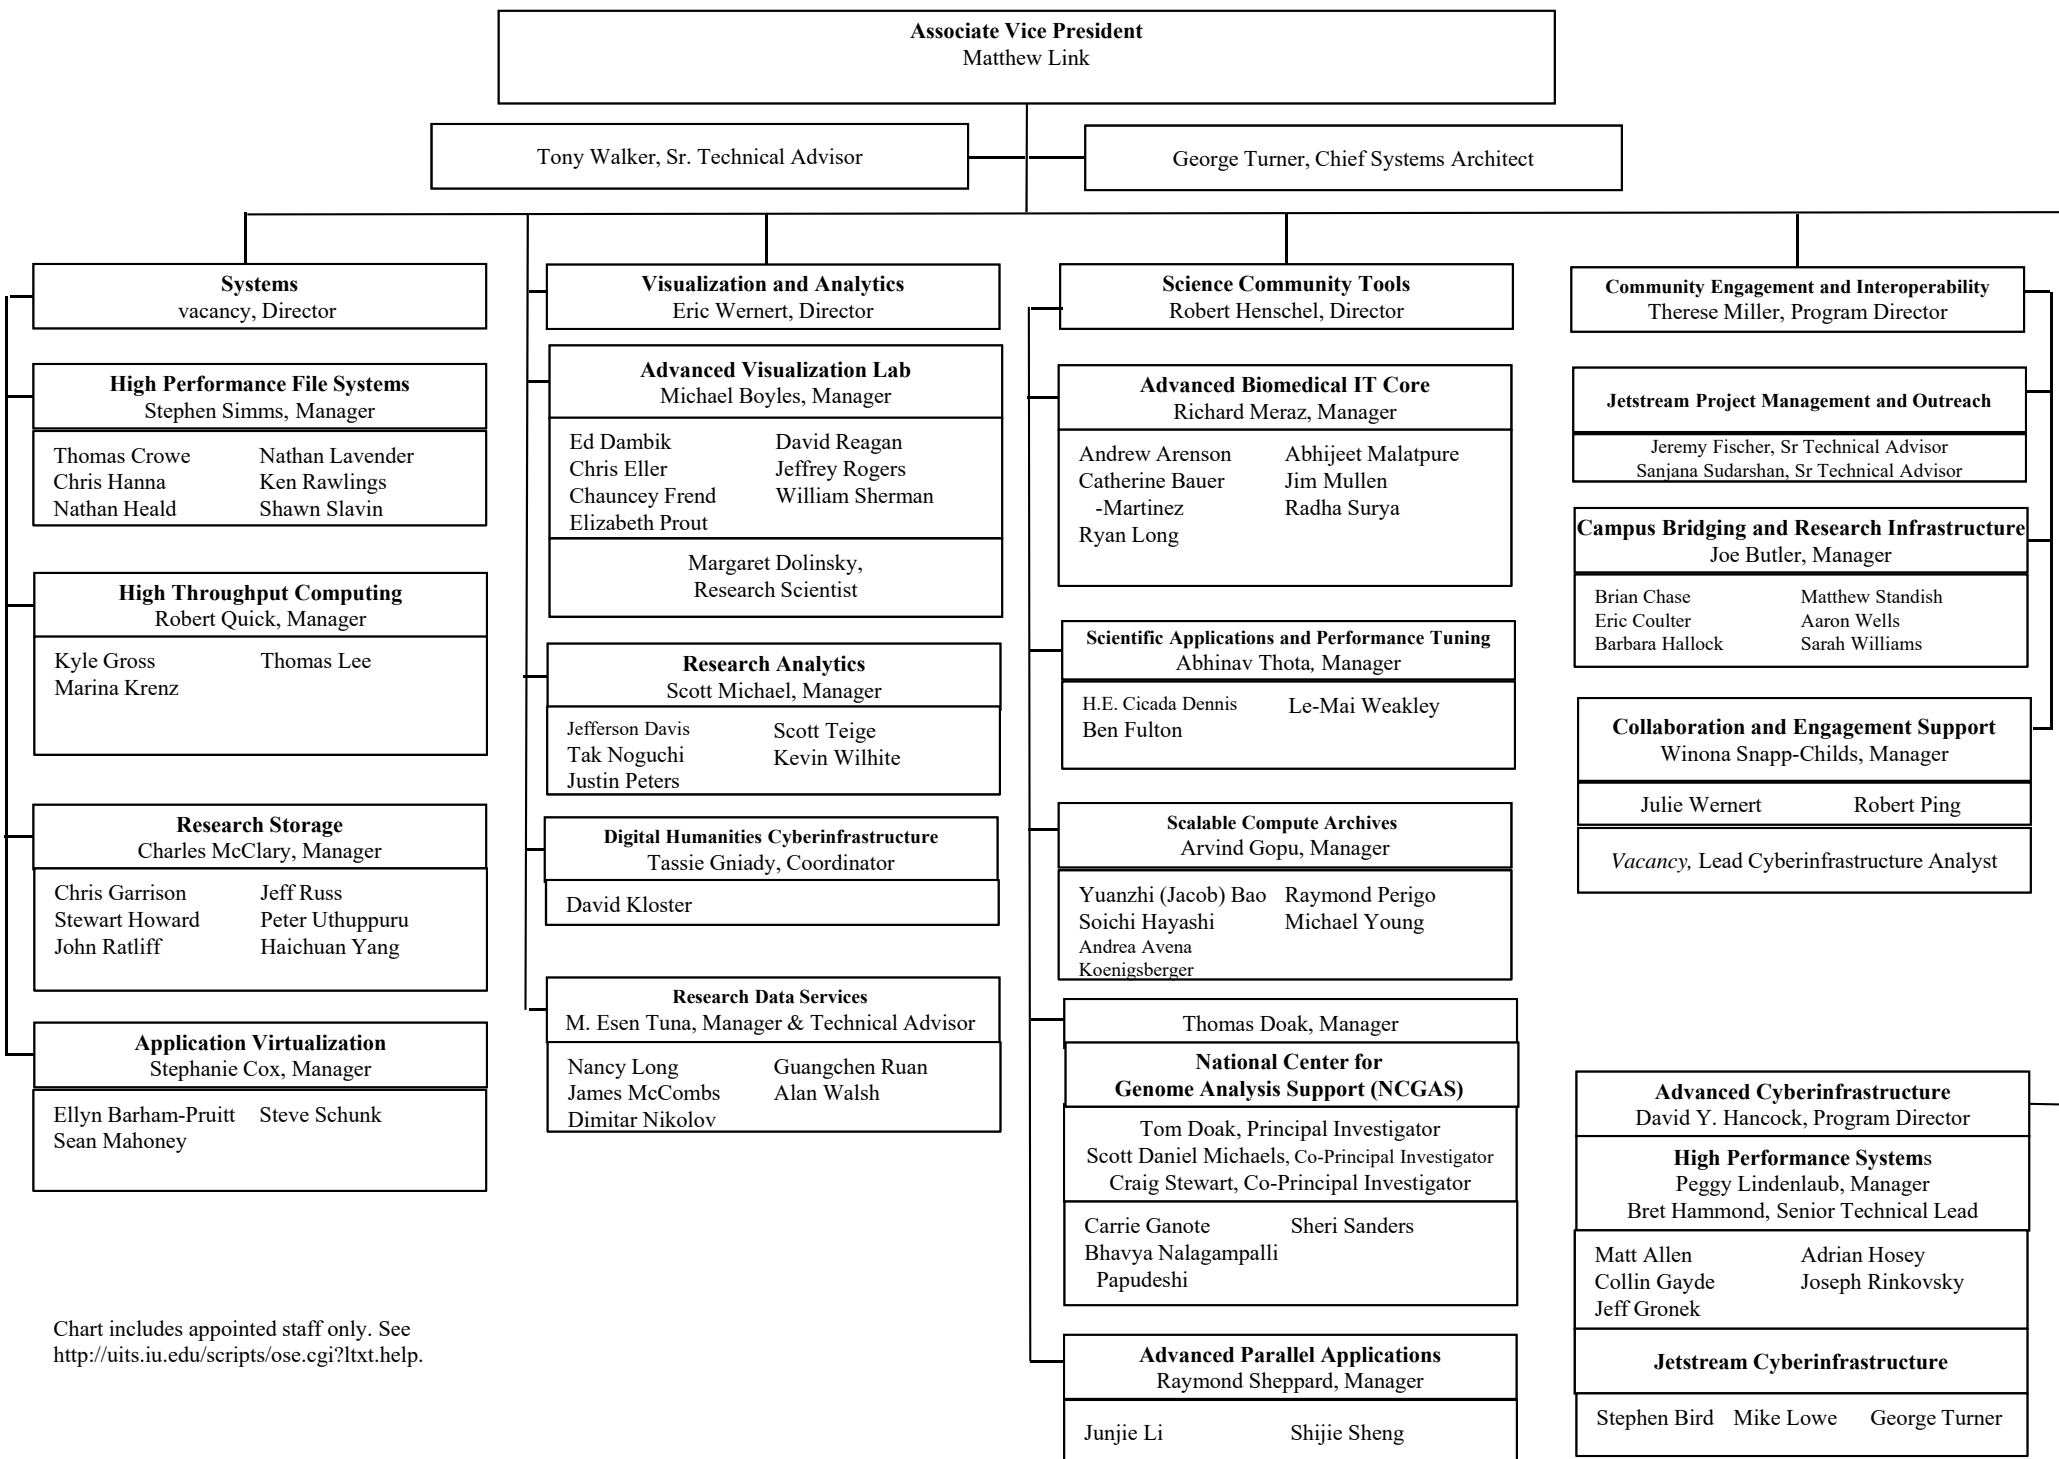 Associate Vice President
Matthew Link
Tony Walker, Sr. Technical Advisor
George Turner, Chief Systems Architect
Systems
vacancy, Director
High Performance File Systems
Stephen Simms, Manager
Thomas Crowe Nathan Lavender
Chris Hanna Ken Rawlings
Nathan Heald Shawn Slavin
High Throughput Computing
Robert Quick, Manager
Kyle Gross Thomas Lee
Marina Krenz
Research Storage
Charles McClary, Manager
Chris Garrison Jeff Russ
Stewart Howard Peter Uthuppuru
John Ratliff Haichuan Yang
Application Virtualization
Stephanie Cox, Manager
Ellyn Barham-Pruitt Steve Schunk
Sean Mahoney
Chart includes appointed staff only. See
http://uits.iu.edu/scripts/ose.cgi?ltxt.help.
Visualization and Analytics
Eric Wernert, Director
Advanced Visualization Lab
Michael Boyles, Manager
Ed Dambik David Reagan
Chris Eller Jeffrey Rogers
Chauncey Frend William Sherman
Elizabeth Prout
Margaret Dolinsky,
Research Scientist
Research Analytics
Scott Michael, Manager
Jefferson Davis Scott Teige
Tak Noguchi Kevin Wilhite
Justin Peters
Digital Humanities Cyberinfrastructure
Tassie Gniady, Coordinator
David Kloster
Research Data Services
M. Esen Tuna, Manager & Technical Advisor
Nancy Long Guangchen Ruan
James McCombs Alan Walsh
Dimitar Nikolov
Science Community Tools
Robert Henschel, Director
Advanced Biomedical IT Core
Richard Meraz, Manager
Andrew Arenson Abhijeet Malatpure
Catherine Bauer Jim Mullen
-Martinez Radha Surya
Ryan Long
Scientific Applications and Performance Tuning
Abhinav Thota, Manager
H.E. Cicada Dennis Le-Mai Weakley
Ben Fulton
Scalable Compute Archives
Arvind Gopu, Manager
Yuanzhi (Jacob) Bao Raymond Perigo
Soichi Hayashi Michael Young
Andrea Avena
Koenigsberger
Thomas Doak, Manager
National Center for
Genome Analysis Support (NCGAS)
Tom Doak, Principal Investigator
Scott Daniel Michaels, Co-Principal Investigator
Craig Stewart, Co-Principal Investigator
Carrie Ganote Sheri Sanders
Bhavya Nalagampalli
Papudeshi
Advanced Parallel Applications
Raymond Sheppard, Manager
Junjie Li Shijie Sheng
Community Engagement and Interoperability
Therese Miller, Program Director
Jetstream Project Management and Outreach
Jeremy Fischer, Sr Technical Advisor
Sanjana Sudarshan, Sr Technical Advisor
Campus Bridging and Research Infrastructure
Joe Butler, Manager
Brian Chase Matthew Standish
Eric Coulter Aaron Wells
Barbara Hallock Sarah Williams
Collaboration and Engagement Support
Winona Snapp-Childs, Manager
Julie Wernert Robert Ping
Vacancy, Lead Cyberinfrastructure Analyst
Advanced Cyberinfrastructure
David Y. Hancock, Program Director
High Performance Systems
Peggy Lindenlaub, Manager
Bret Hammond, Senior Technical Lead
Matt Allen Adrian Hosey
Collin Gayde Joseph Rinkovsky
Jeff Gronek
Jetstream Cyberinfrastructure
Stephen Bird Mike Lowe George Turner